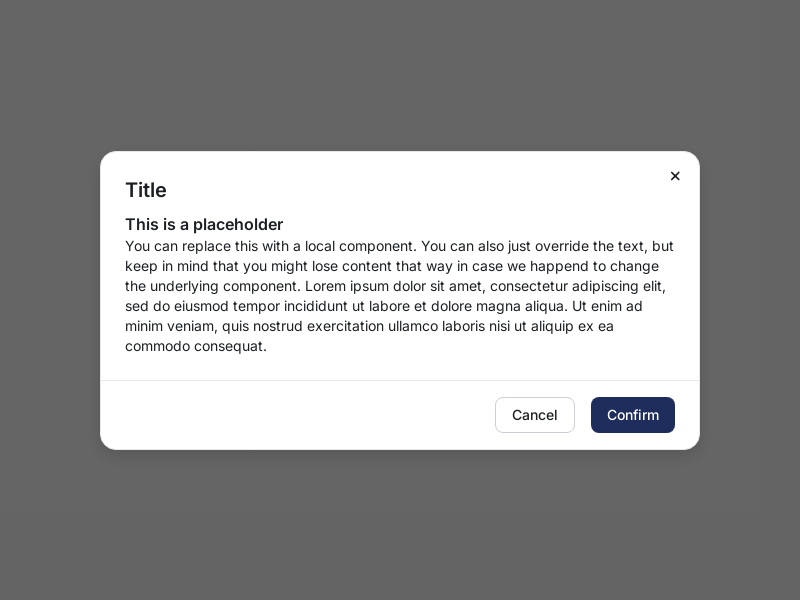 Title
This is a placeholder
You can replace this with a local component. You can also just override the text, but
keep in mind that you might lose content that way in case we happend to change
the underlying component. Lorem ipsum dolor sit amet, consectetur adipiscing elit,
sed do eiusmod tempor incididunt ut labore et dolore magna aliqua. Ut enim ad
minim veniam, quis nostrud exercitation ullamco laboris nisi ut aliquip ex ea
commodo consequat.
Cancel Confirm